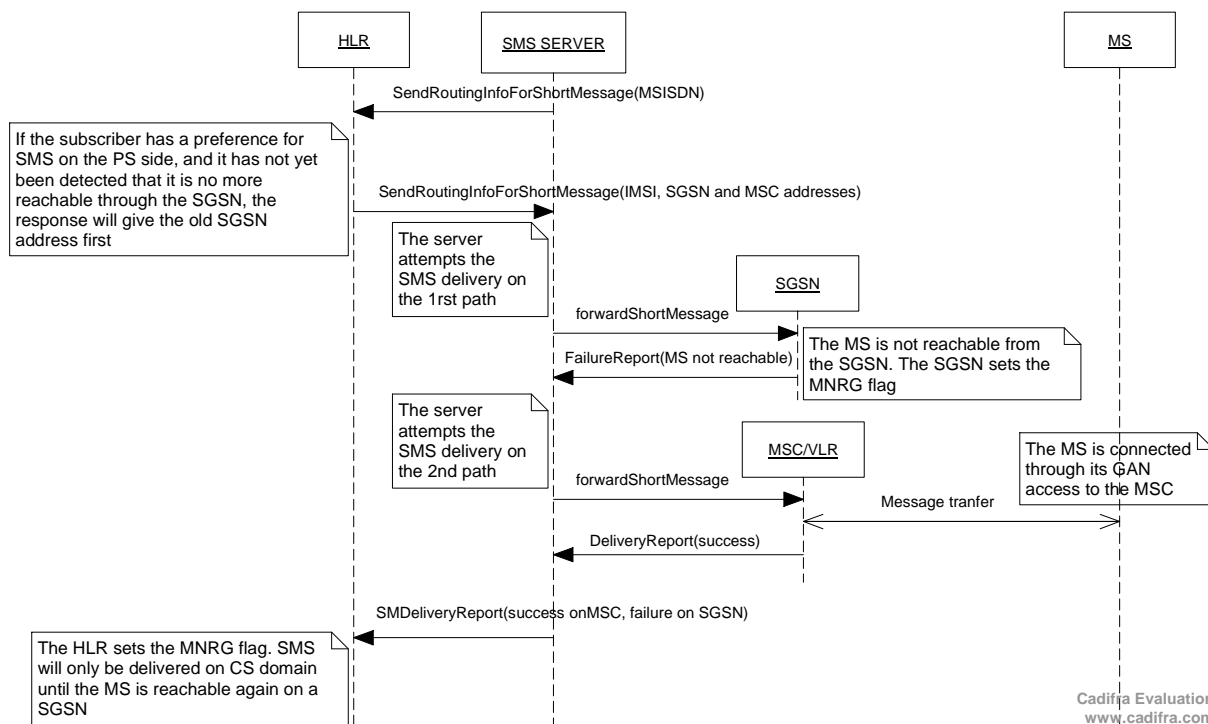 HLR
SMS SERVER
MS
SendRoutingInfoForShortMessage(MSISDN)
If the subscriber has a preference for
SMS on the PS side, and it has not yet
been detected that it is no more
reachable through the SGSN, the
response will give the old SGSN
address first
SendRoutingInfoForShortMessage(IMSI, SGSN and MSC addresses)
The server
attempts the
SMS delivery on
the 1rst path
SGSN
forwardShortMessage
The MS is not reachable from
the SGSN. The SGSN sets the
MNRG flag
FailureReport(MS not reachable)
The server
attempts the
SMS delivery on
the 2nd path
MSC/VLR
The MS is connected
through its GAN
access to the MSC
forwardShortMessage
Message tranfer
DeliveryReport(success)
SMDeliveryReport(success onMSC, failure on SGSN)
The HLR sets the MNRG flag. SMS
will only be delivered on CS domain
until the MS is reachable again on a
SGSN
Cadifra Evaluation
www.cadifra.com